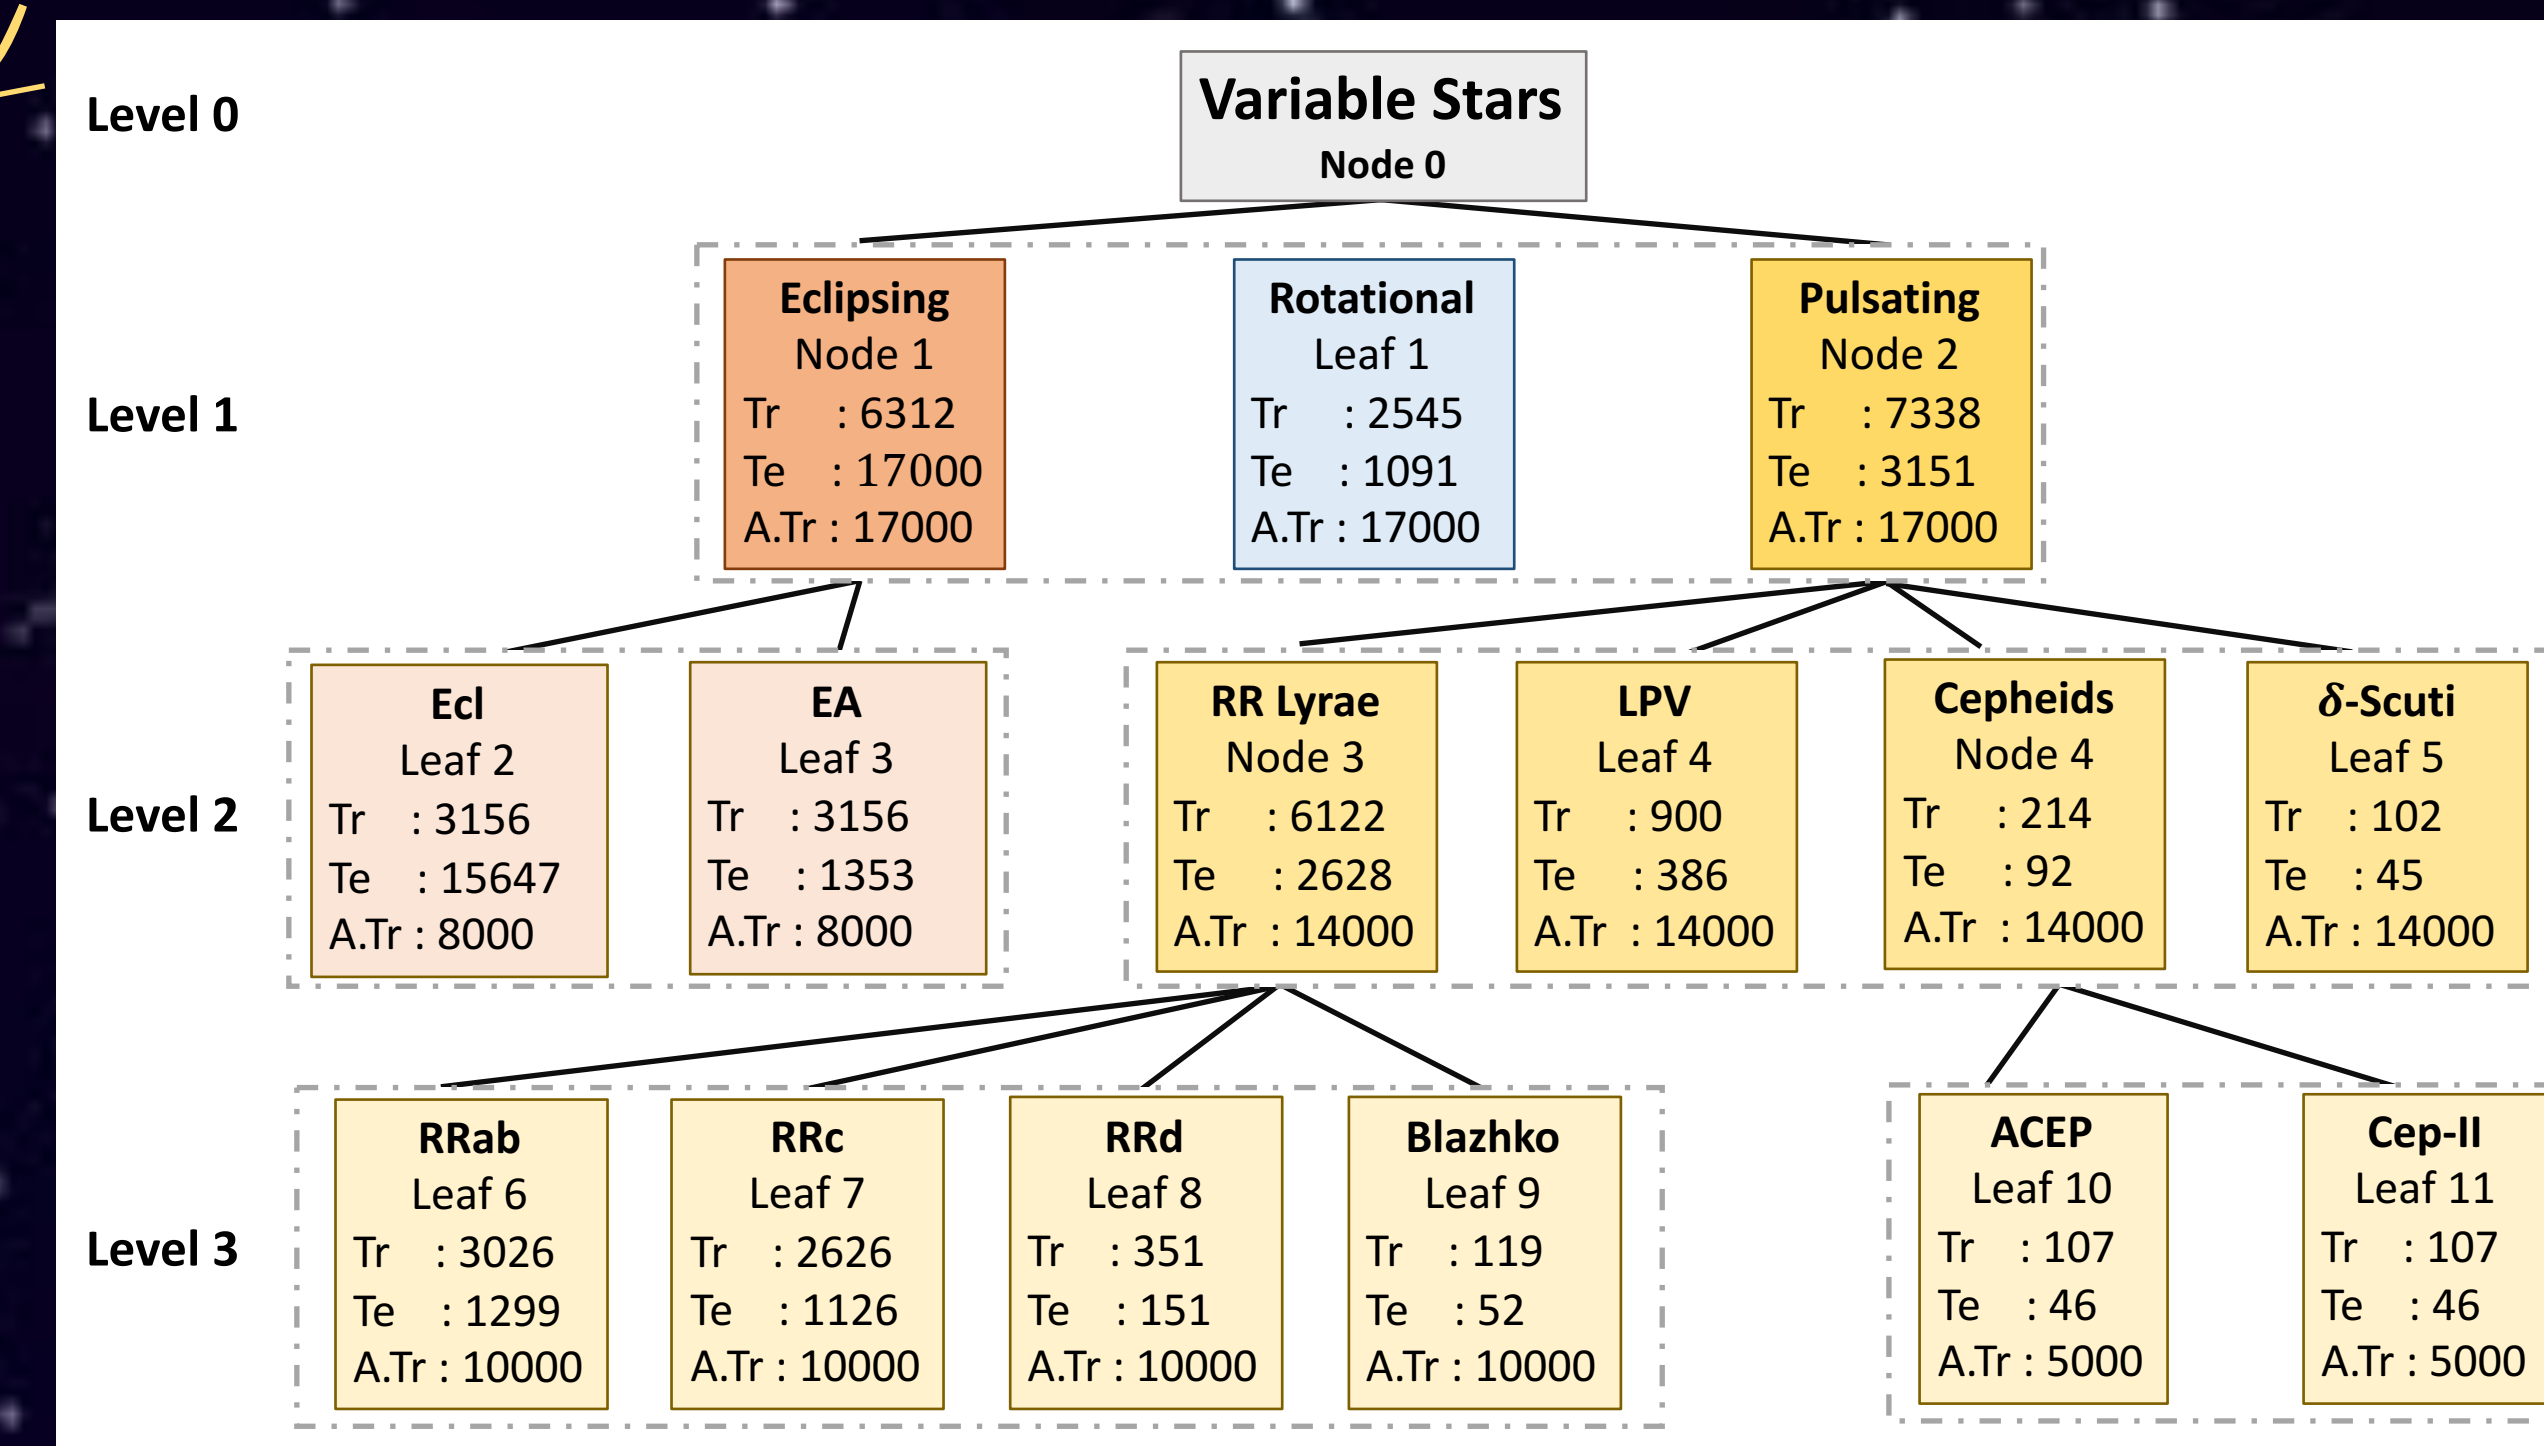 Level 0
Variable Stars
Node 0
Level 1
Eclipsing
Node 1
Tr : 6312
Te : 17000
A.Tr : 17000
Rotational
Leaf 1
Tr : 2545
Te : 1091
A.Tr : 17000
Pulsating
Node 2
Tr : 7338
Te : 3151
A.Tr : 17000
Level 2
Ecl
Leaf 2
Tr : 3156
Te : 15647
A.Tr : 8000
EA
Leaf 3
Tr : 3156
Te : 1353
A.Tr : 8000
RR Lyrae
Node 3
Tr : 6122
Te : 2628
A.Tr : 14000
LPV
Leaf 4
Tr : 900
Te : 386
A.Tr : 14000
Cepheids
Node 4
Tr : 214
Te : 92
A.Tr : 14000
δ-Scuti
Leaf 5
Tr : 102
Te : 45
A.Tr : 14000
Level 3
RRab
Leaf 6
Tr : 3026
Te : 1299
A.Tr : 10000
RRc
Leaf 7
Tr : 2626
Te : 1126
A.Tr : 10000
RRd
Leaf 8
Tr : 351
Te : 151
A.Tr : 10000
Blazhko
Leaf 9
Tr : 119
Te : 52
A.Tr : 10000
ACEP
Leaf 10
Tr : 107
Te : 46
A.Tr : 5000
Cep-II
Leaf 11
Tr : 107
Te : 46
A.Tr : 5000